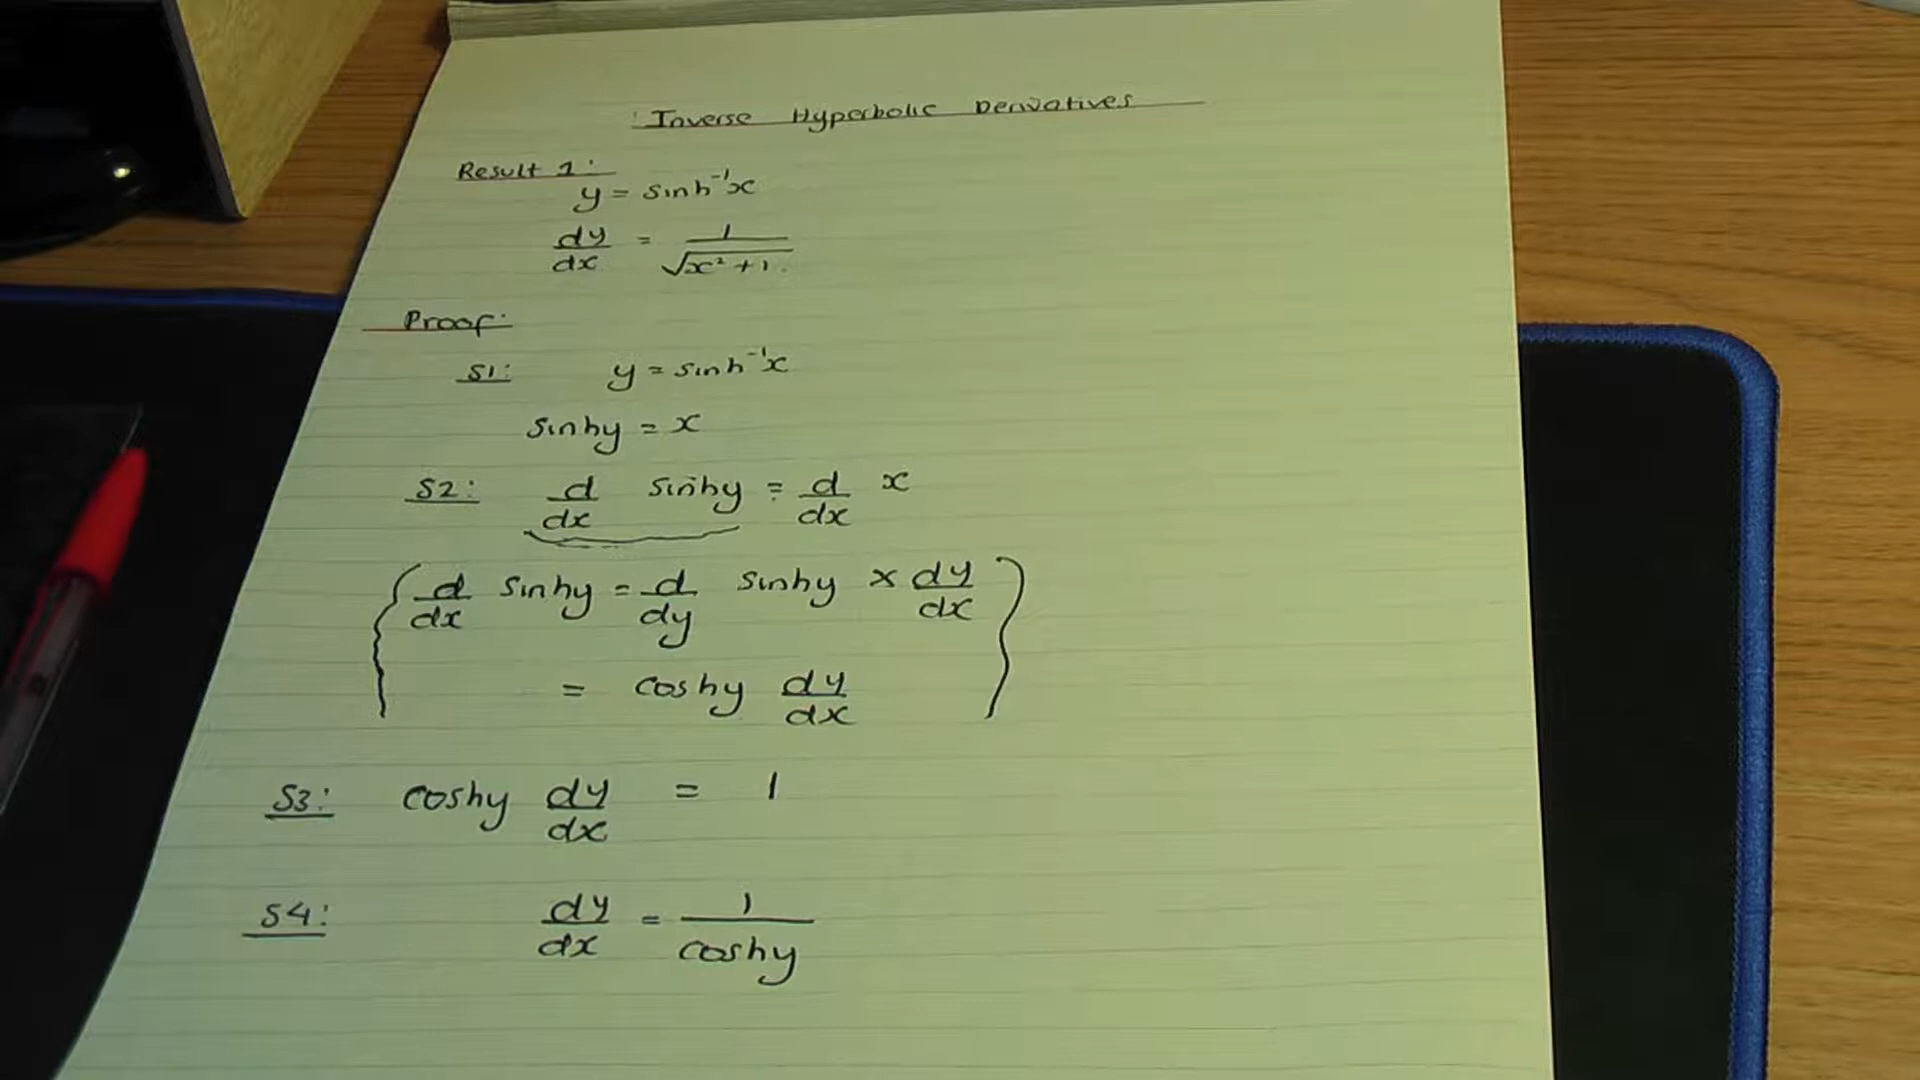 Inverse Hyperbolic Derivatives
Result 1:
y = sinh⁻¹x
dy/dx = 1/√(x²+1)
Proof:
S1: y = sinh⁻¹x
sinhy = x
S2: d/dx sinhy = d/dx x
d/dx sinhy = d/dy sinhy × dy/dx
= coshy dy/dx
S3: coshy dy/dx = 1
S4: dy/dx = 1/coshy